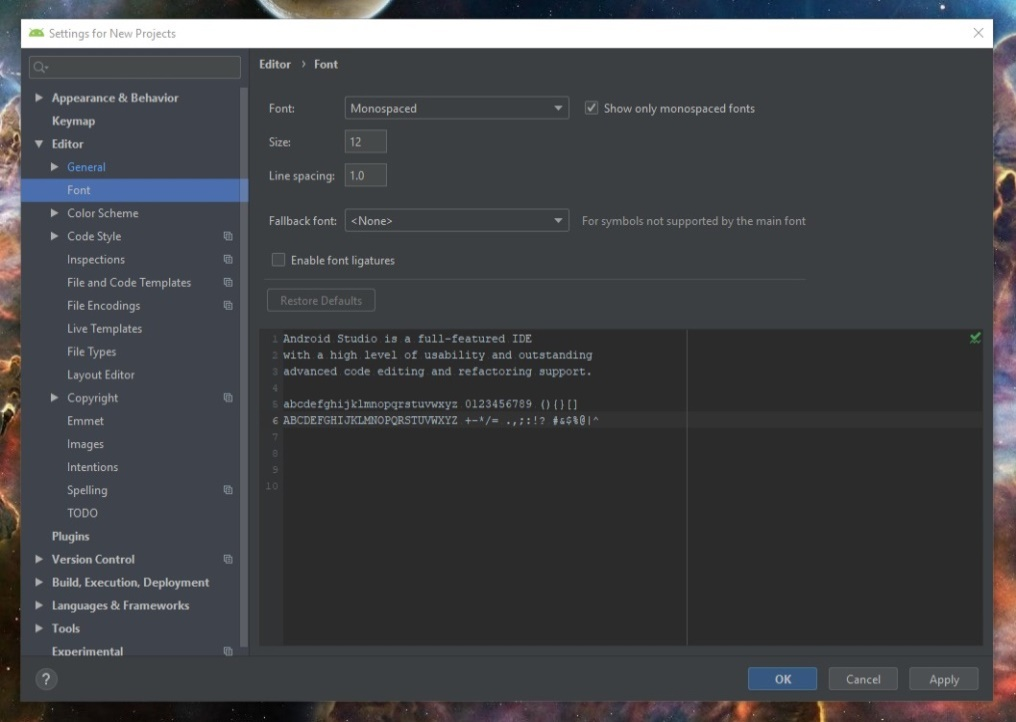 Settings for New Projects
Appearance & Behavior
Keymap
Editor
General
Font
Color Scheme
Code Style
Inspections
File and Code Templates
File Encodings
Live Templates
File Types
Layout Editor
Copyright
Emmet
Images
Intentions
Spelling
TODO
Plugins
Version Control
Build, Execution, Deployment
Languages & Frameworks
Tools
Experimental
?
Editor › Font
Font: Monospaced Show only monospaced fonts
Size: 12
Line spacing: 1.0
Fallback font: <None> For symbols not supported by the main font
Enable font ligatures
Restore Defaults
1 Android Studio is a full-featured IDE
2 with a high level of usability and outstanding
3 advanced code editing and refactoring support.
4
5 abcdefghijklmnopqrstuvwxyz 0123456789 (){}[]
6 ABCDEFGHIJKLMNOPQRSTUVWXYZ +-*/= .,;:!? #&$%@|^
7
8
9
10
OK Cancel Apply